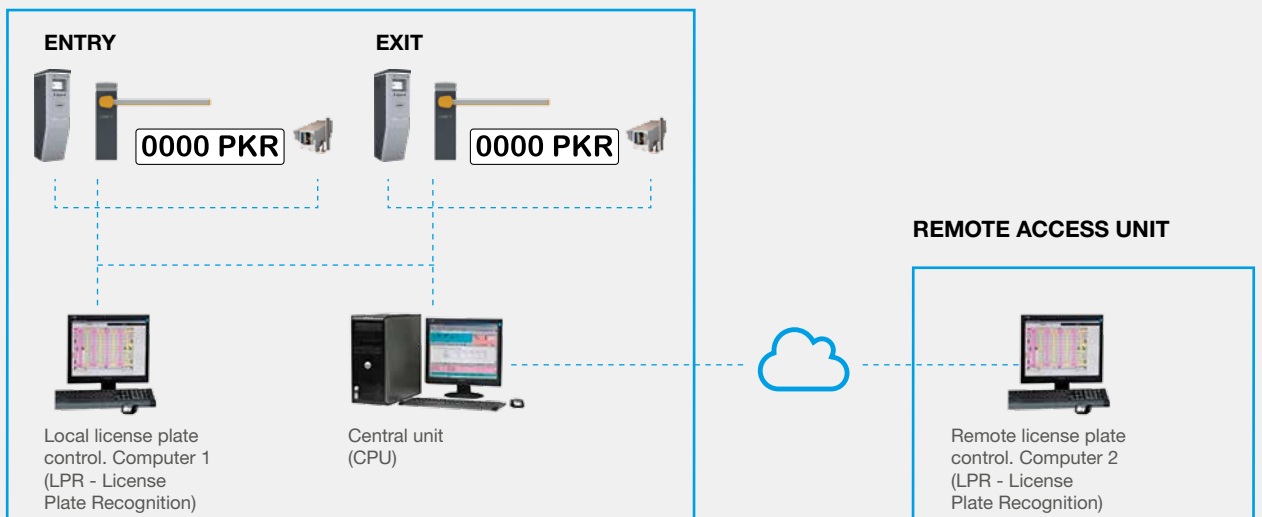 ENTRY
EXIT
0000 PKR
0000 PKR
REMOTE ACCESS UNIT
Local license plate
control. Computer 1
(LPR - License
Plate Recognition)
Central unit
(CPU)
Remote license plate
control. Computer 2
(LPR - License
Plate Recognition)